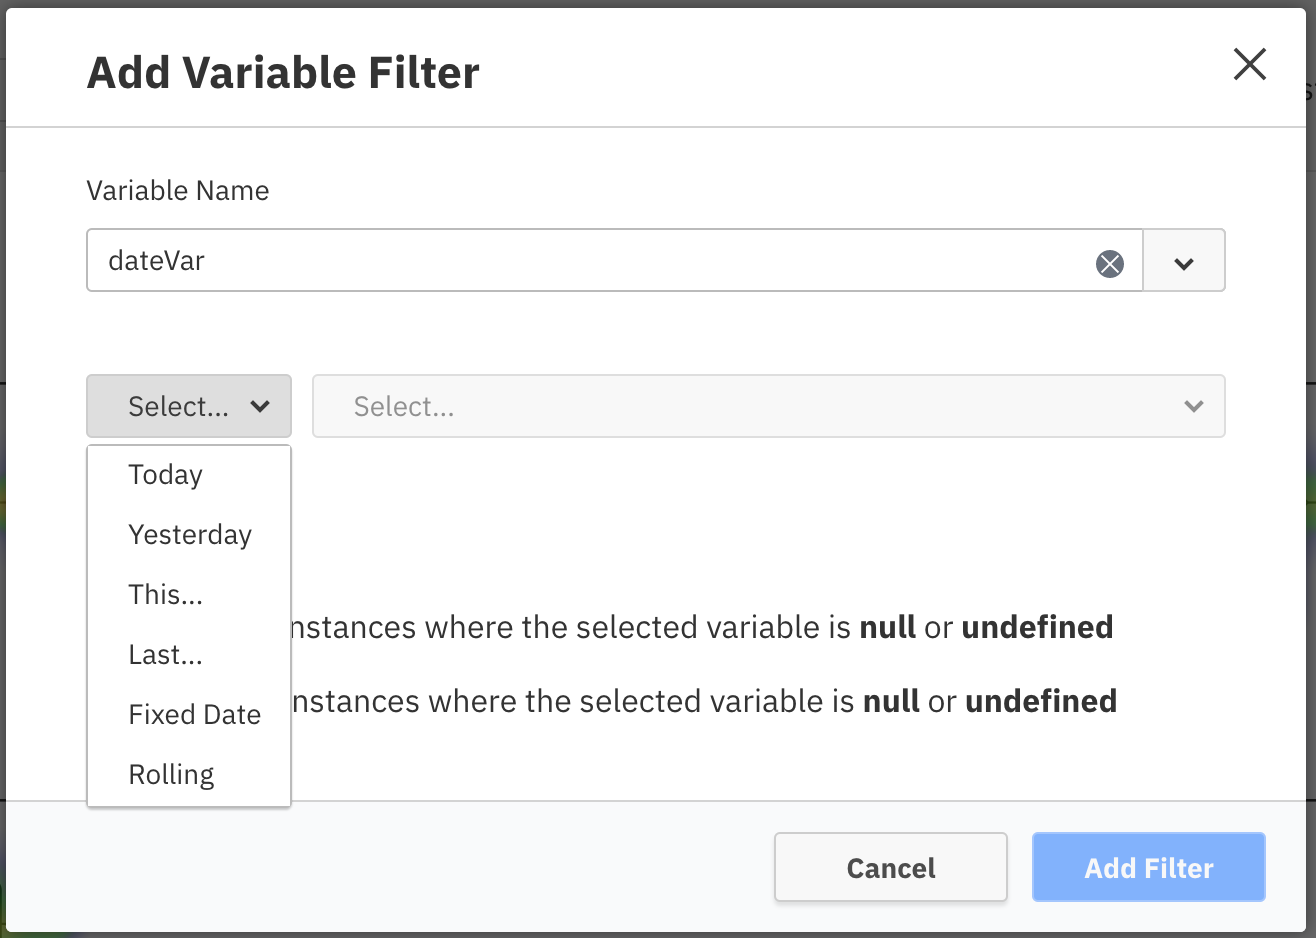 Add Variable Filter
Variable Name
dateVar
Select... Select...
Today
Yesterday
This...
Last...
Fixed Date
Rolling
nstances where the selected variable is null or undefined
nstances where the selected variable is null or undefined
Cancel Add Filter